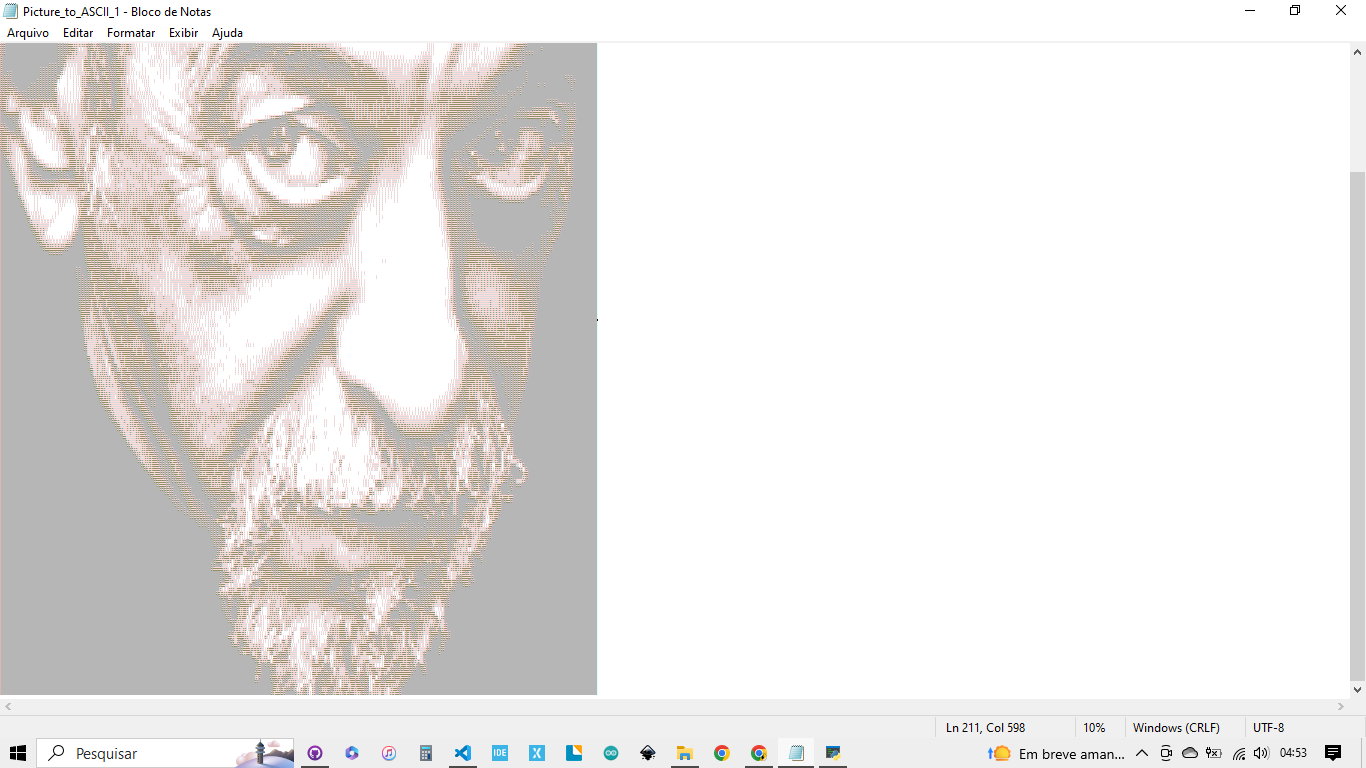 Picture_to_ASCII_1 - Bloco de Notas
Arquivo Editar Formatar Exibir Ajuda
Ln 211, Col 598 10% Windows (CRLF) UTF-8
Pesquisar IDE X Em breve aman... 04:53